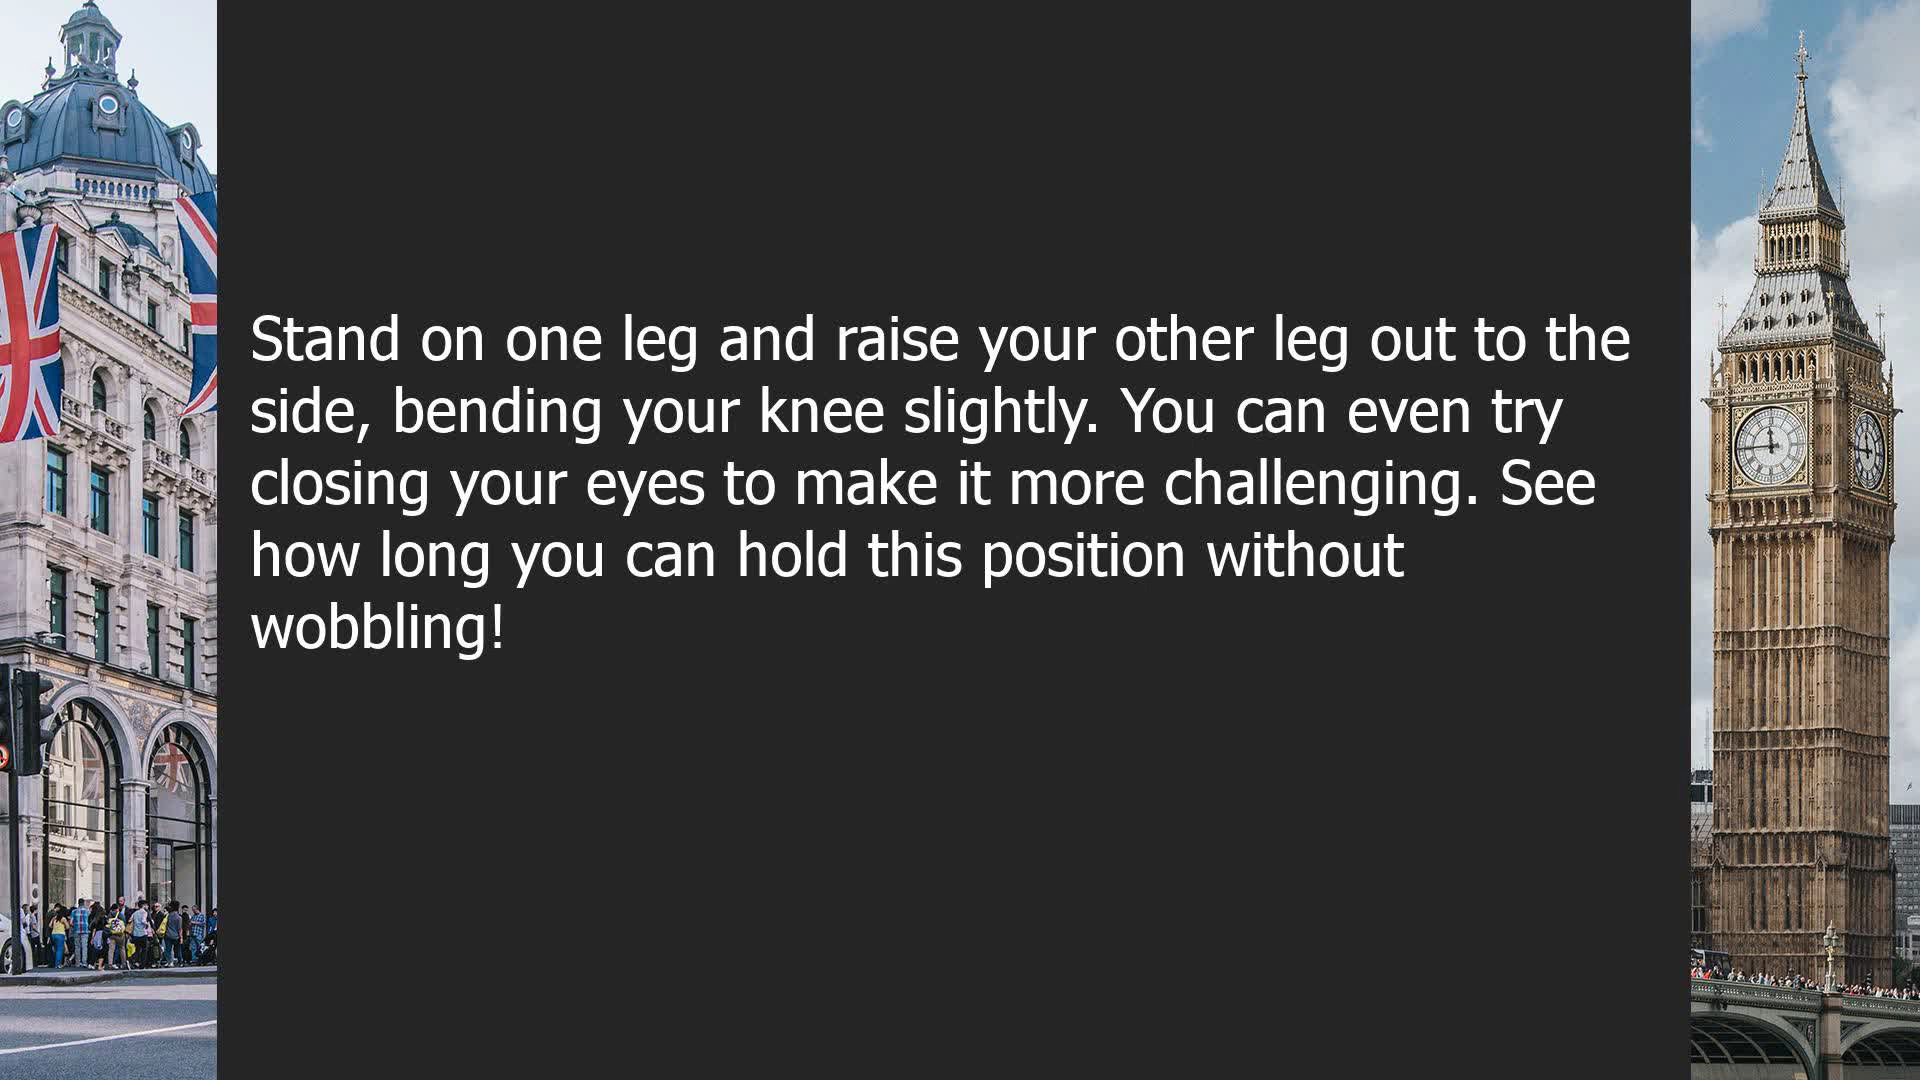 Stand on one leg and raise your other leg out to the
side, bending your knee slightly. You can even try
closing your eyes to make it more challenging. See
how long you can hold this position without
wobbling!